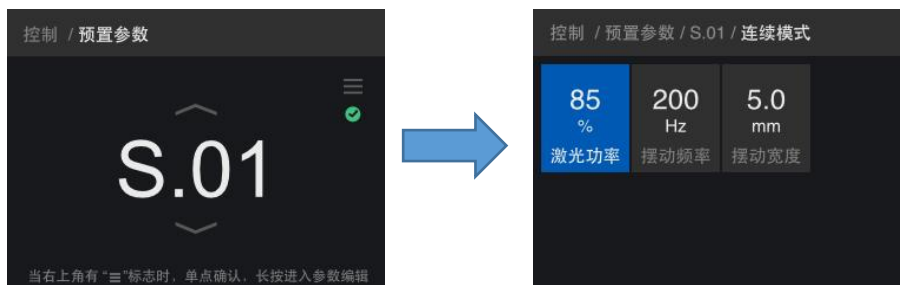 控制 / 预置参数
S.01
当右上角有 “☰”标志时，单点确认，长按进入参数编辑
控制 / 预置参数 / S.01 / 连续模式
85 200 5.0
% Hz mm
激光功率 摆动频率 摆动宽度